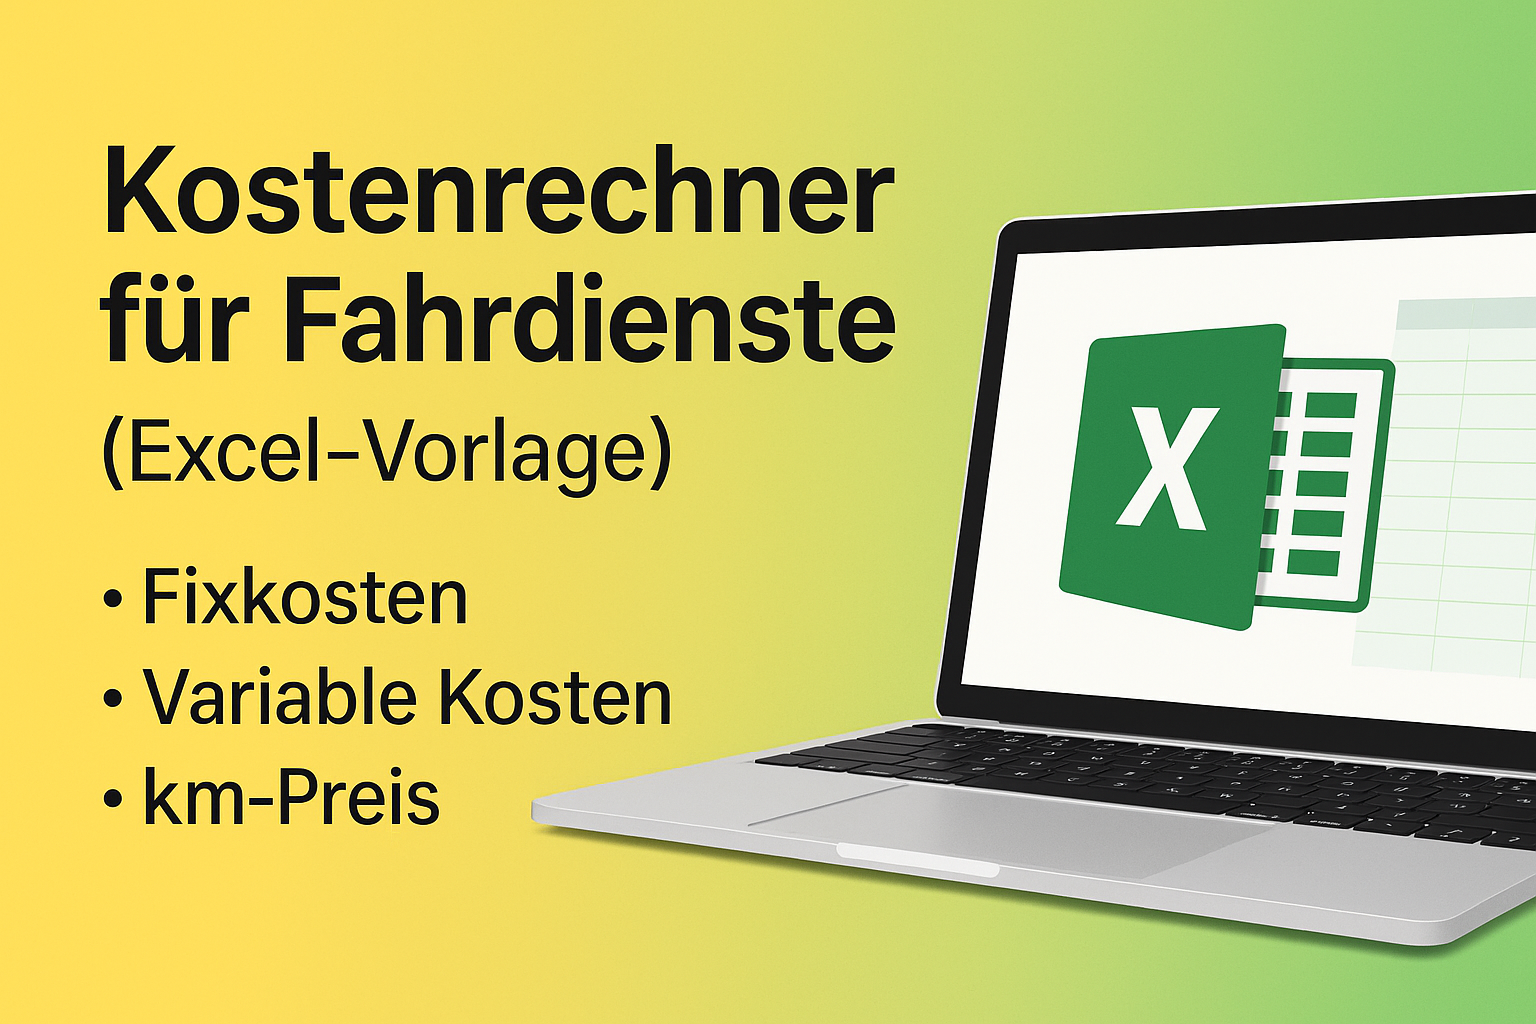 Kostenrechner
für Fahrdienste
(Excel-Vorlage)
• Fixkosten
• Variable Kosten
• km-Preis
X